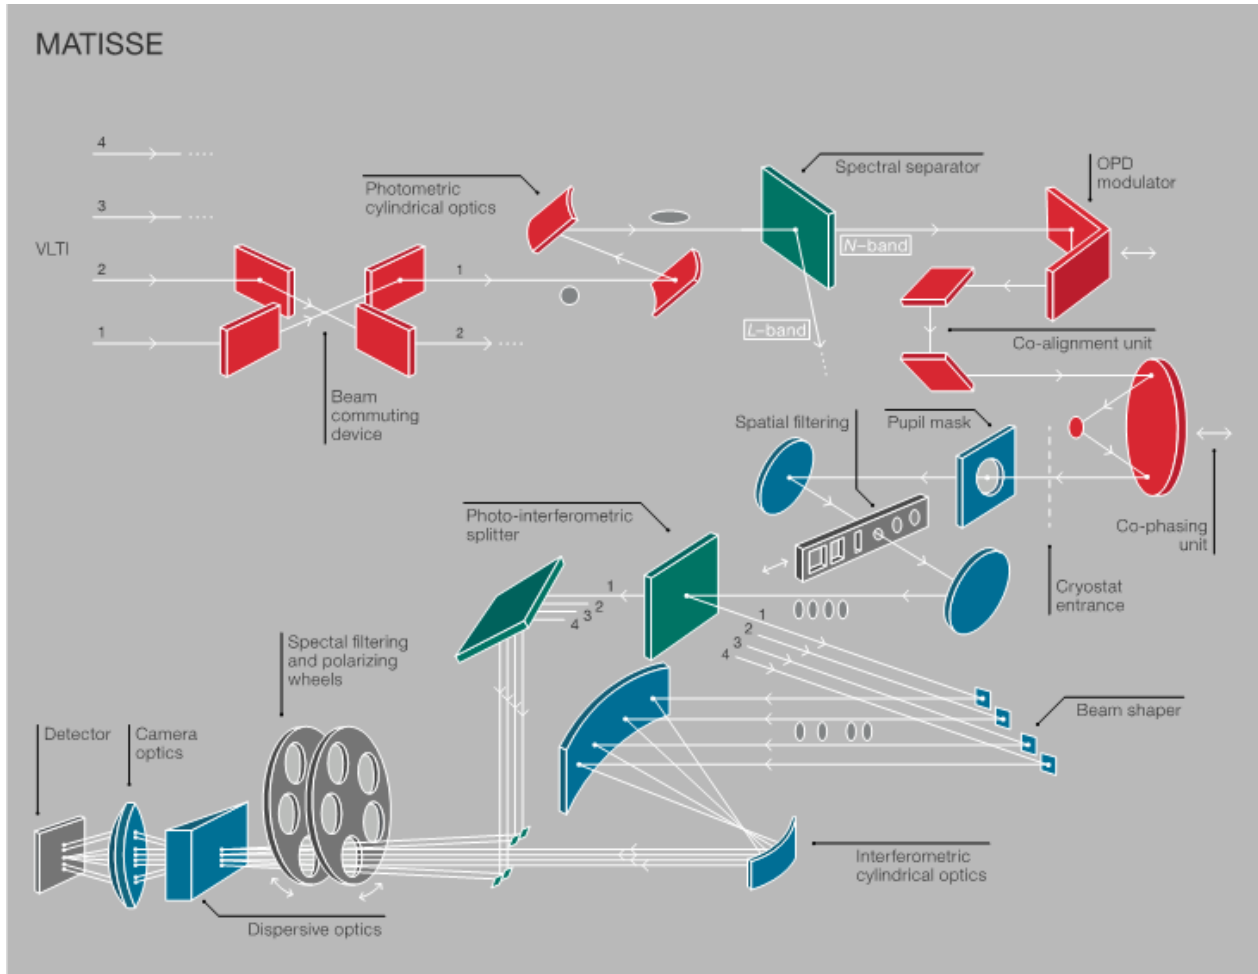 MATISSE
4
3
VLTI
2
1
1
2
Beam
commuting
device
Photometric
cylindrical optics
Spectral separator
N–band
L–band
OPD
modulator
Co-alignment unit
Co-phasing
unit
Cryostat
entrance
Pupil mask
Spatial filtering
Photo-interferometric
splitter
1
2
3
4
1
2
3
4
Beam shaper
Interferometric
cylindrical optics
Spectal filtering
and polarizing
wheels
Detector
Camera
optics
Dispersive optics